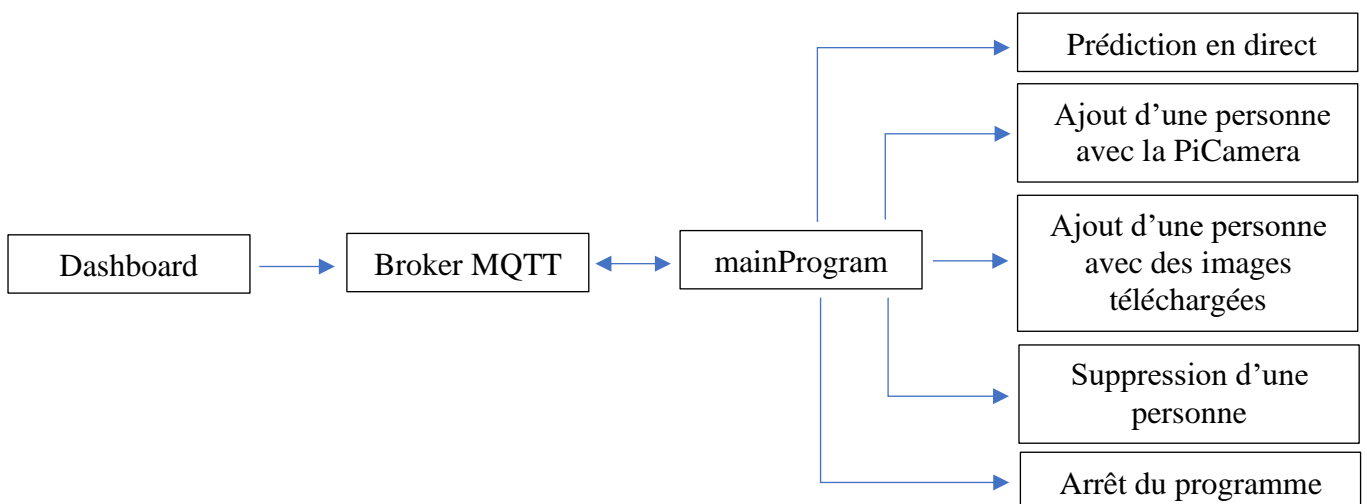 Dashboard
Broker MQTT
mainProgram
Prédiction en direct
Ajout d’une personne
avec la PiCamera
Ajout d’une personne
avec des images
téléchargées
Suppression d’une
personne
Arrêt du programme